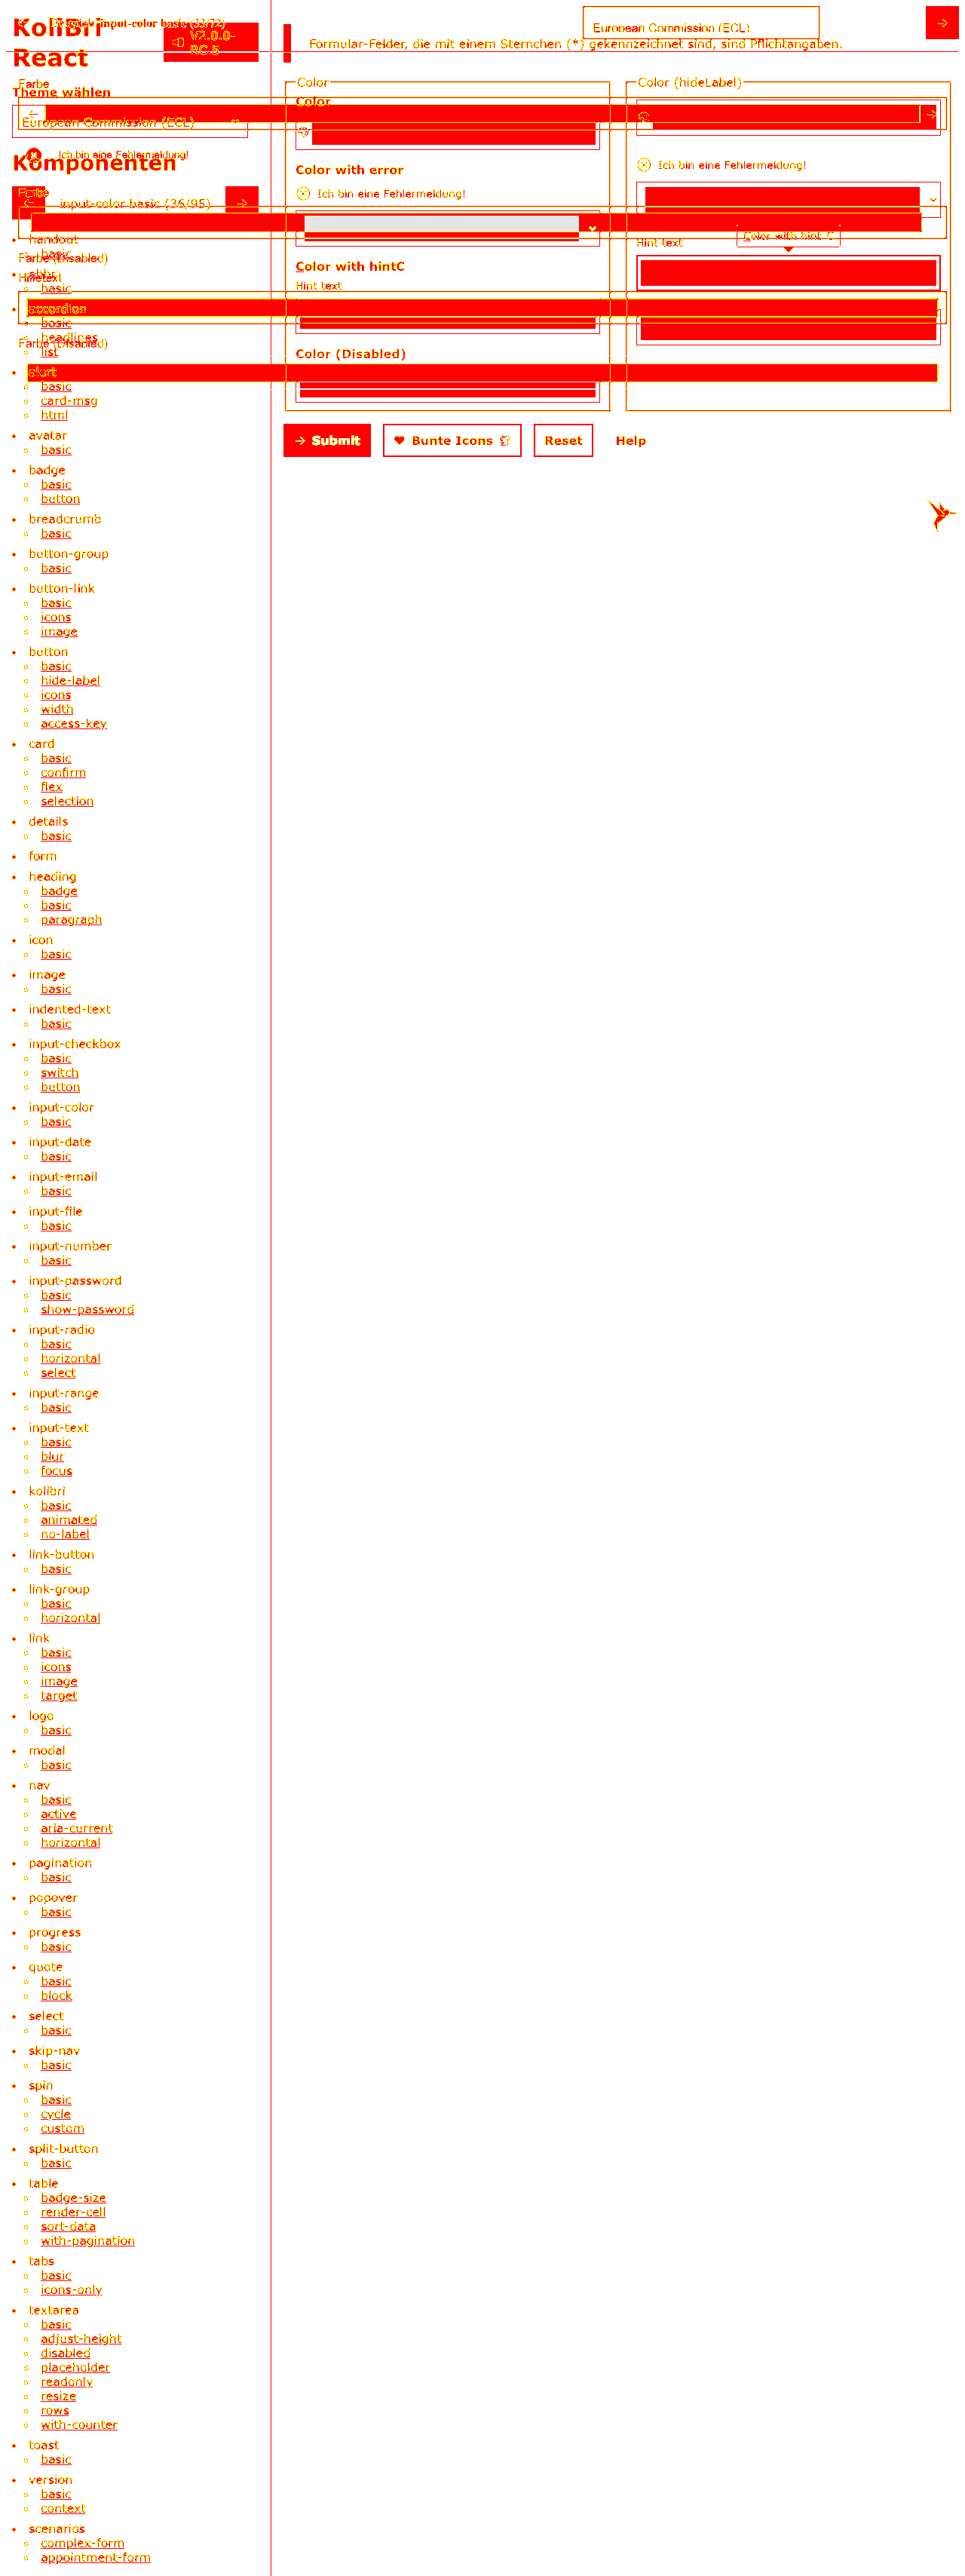 KoliBri
React
input-color basic
V2.0.0-
RC.5
European Commission (ECL)
Formular-Felder, die mit einem Sternchen (*) gekennzeichnet sind, sind Pflichtangaben.
Farbe
Theme wählen
European Commission (ECL)
Ich bin eine Fehlermeldung!
Komponenten
Farbe
input-color basic (36/95)
Color
Color
Color with error
Ich bin eine Fehlermeldung!
Color with hintC
Hint text
Color (Disabled)
Color (hideLabel)
Ich bin eine Fehlermeldung!
Hint text
Color with hint C
Submit
Bunte Icons
Reset
Help
handout
basic
Farbe (Disabled)
abbr
Hilfetext
basic
accordion
basic
headlines
Farbe (Disabled)
list
alert
basic
card-msg
html
avatar
basic
badge
basic
button
breadcrumb
basic
button-group
basic
button-link
basic
icons
image
button
basic
hide-label
icons
width
access-key
card
basic
confirm
flex
selection
details
basic
form
heading
badge
basic
paragraph
icon
basic
image
basic
indented-text
basic
input-checkbox
basic
switch
button
input-color
basic
input-date
basic
input-email
basic
input-file
basic
input-number
basic
input-password
basic
show-password
input-radio
basic
horizontal
select
input-range
basic
input-text
basic
blur
focus
kolibri
basic
animated
no-label
link-button
basic
link-group
basic
horizontal
link
basic
icons
image
target
logo
basic
modal
basic
nav
basic
active
aria-current
horizontal
pagination
basic
popover
basic
progress
basic
quote
basic
block
select
basic
skip-nav
basic
spin
basic
cycle
custom
split-button
basic
table
badge-size
render-cell
sort-data
with-pagination
tabs
basic
icons-only
textarea
basic
adjust-height
disabled
placeholder
readonly
resize
rows
with-counter
toast
basic
version
basic
context
scenarios
complex-form
appointment-form